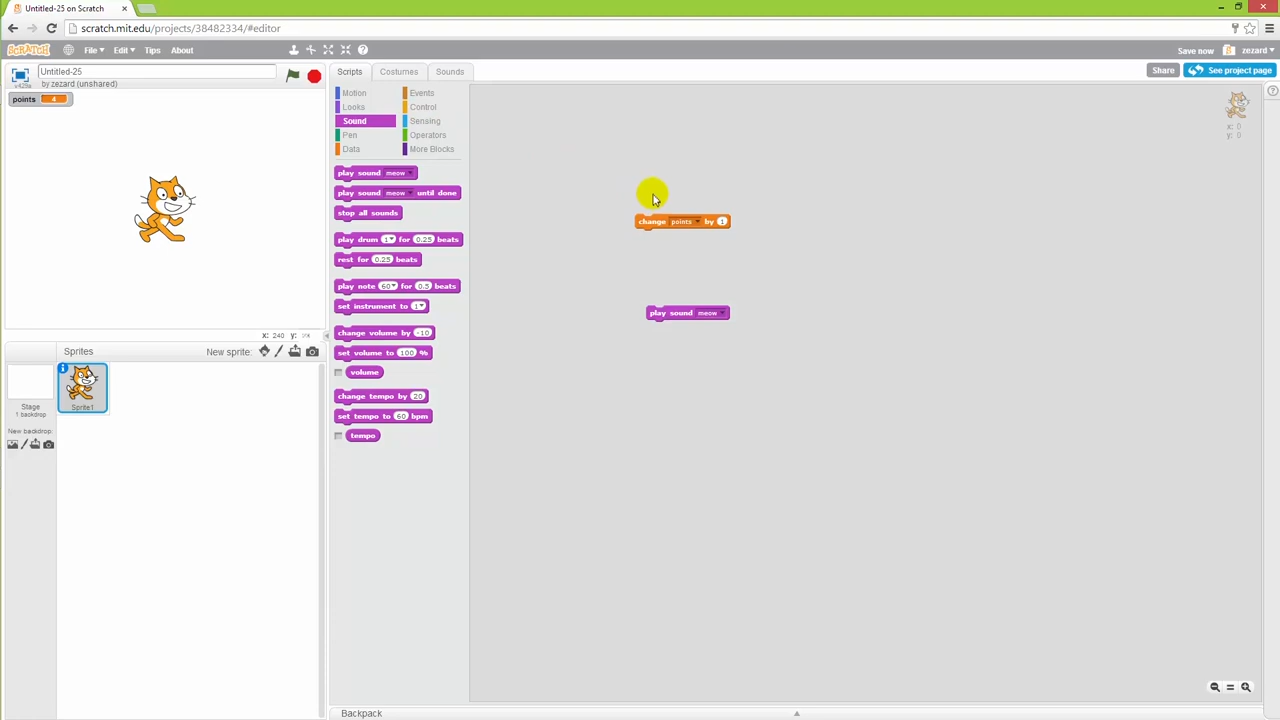 Untitled-25 on Scratch
scratch.mit.edu/projects/38482334/#editor
SCRATCH File Edit Tips About Save now zezard
Untitled-25
by zezard (unshared)
v429a
points 4
Scripts Costumes Sounds
Share See project page
Motion Events
Looks Control
Sound Sensing
Pen Operators
Data More Blocks
play sound meow
play sound meow until done
stop all sounds
play drum 1 for 0.25 beats
rest for 0.25 beats
play note 60 for 0.5 beats
set instrument to 1
change volume by -10
set volume to 100 %
volume
change tempo by 20
set tempo to 60 bpm
tempo
change points by 1
play sound meow
x: 0
y: 0
x: 240 y:
Sprites New sprite:
Sprite1
Stage
1 backdrop
New backdrop:
Backpack